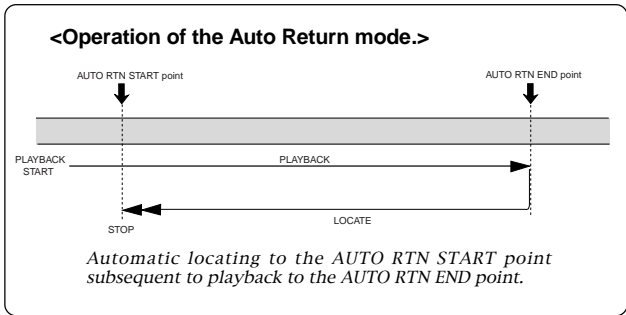 <Operation of the Auto Return mode.>
AUTO RTN START point
AUTO RTN END point
PLAYBACK
START
PLAYBACK
LOCATE
STOP
Automatic locating to the AUTO RTN START point
subsequent to playback to the AUTO RTN END point.